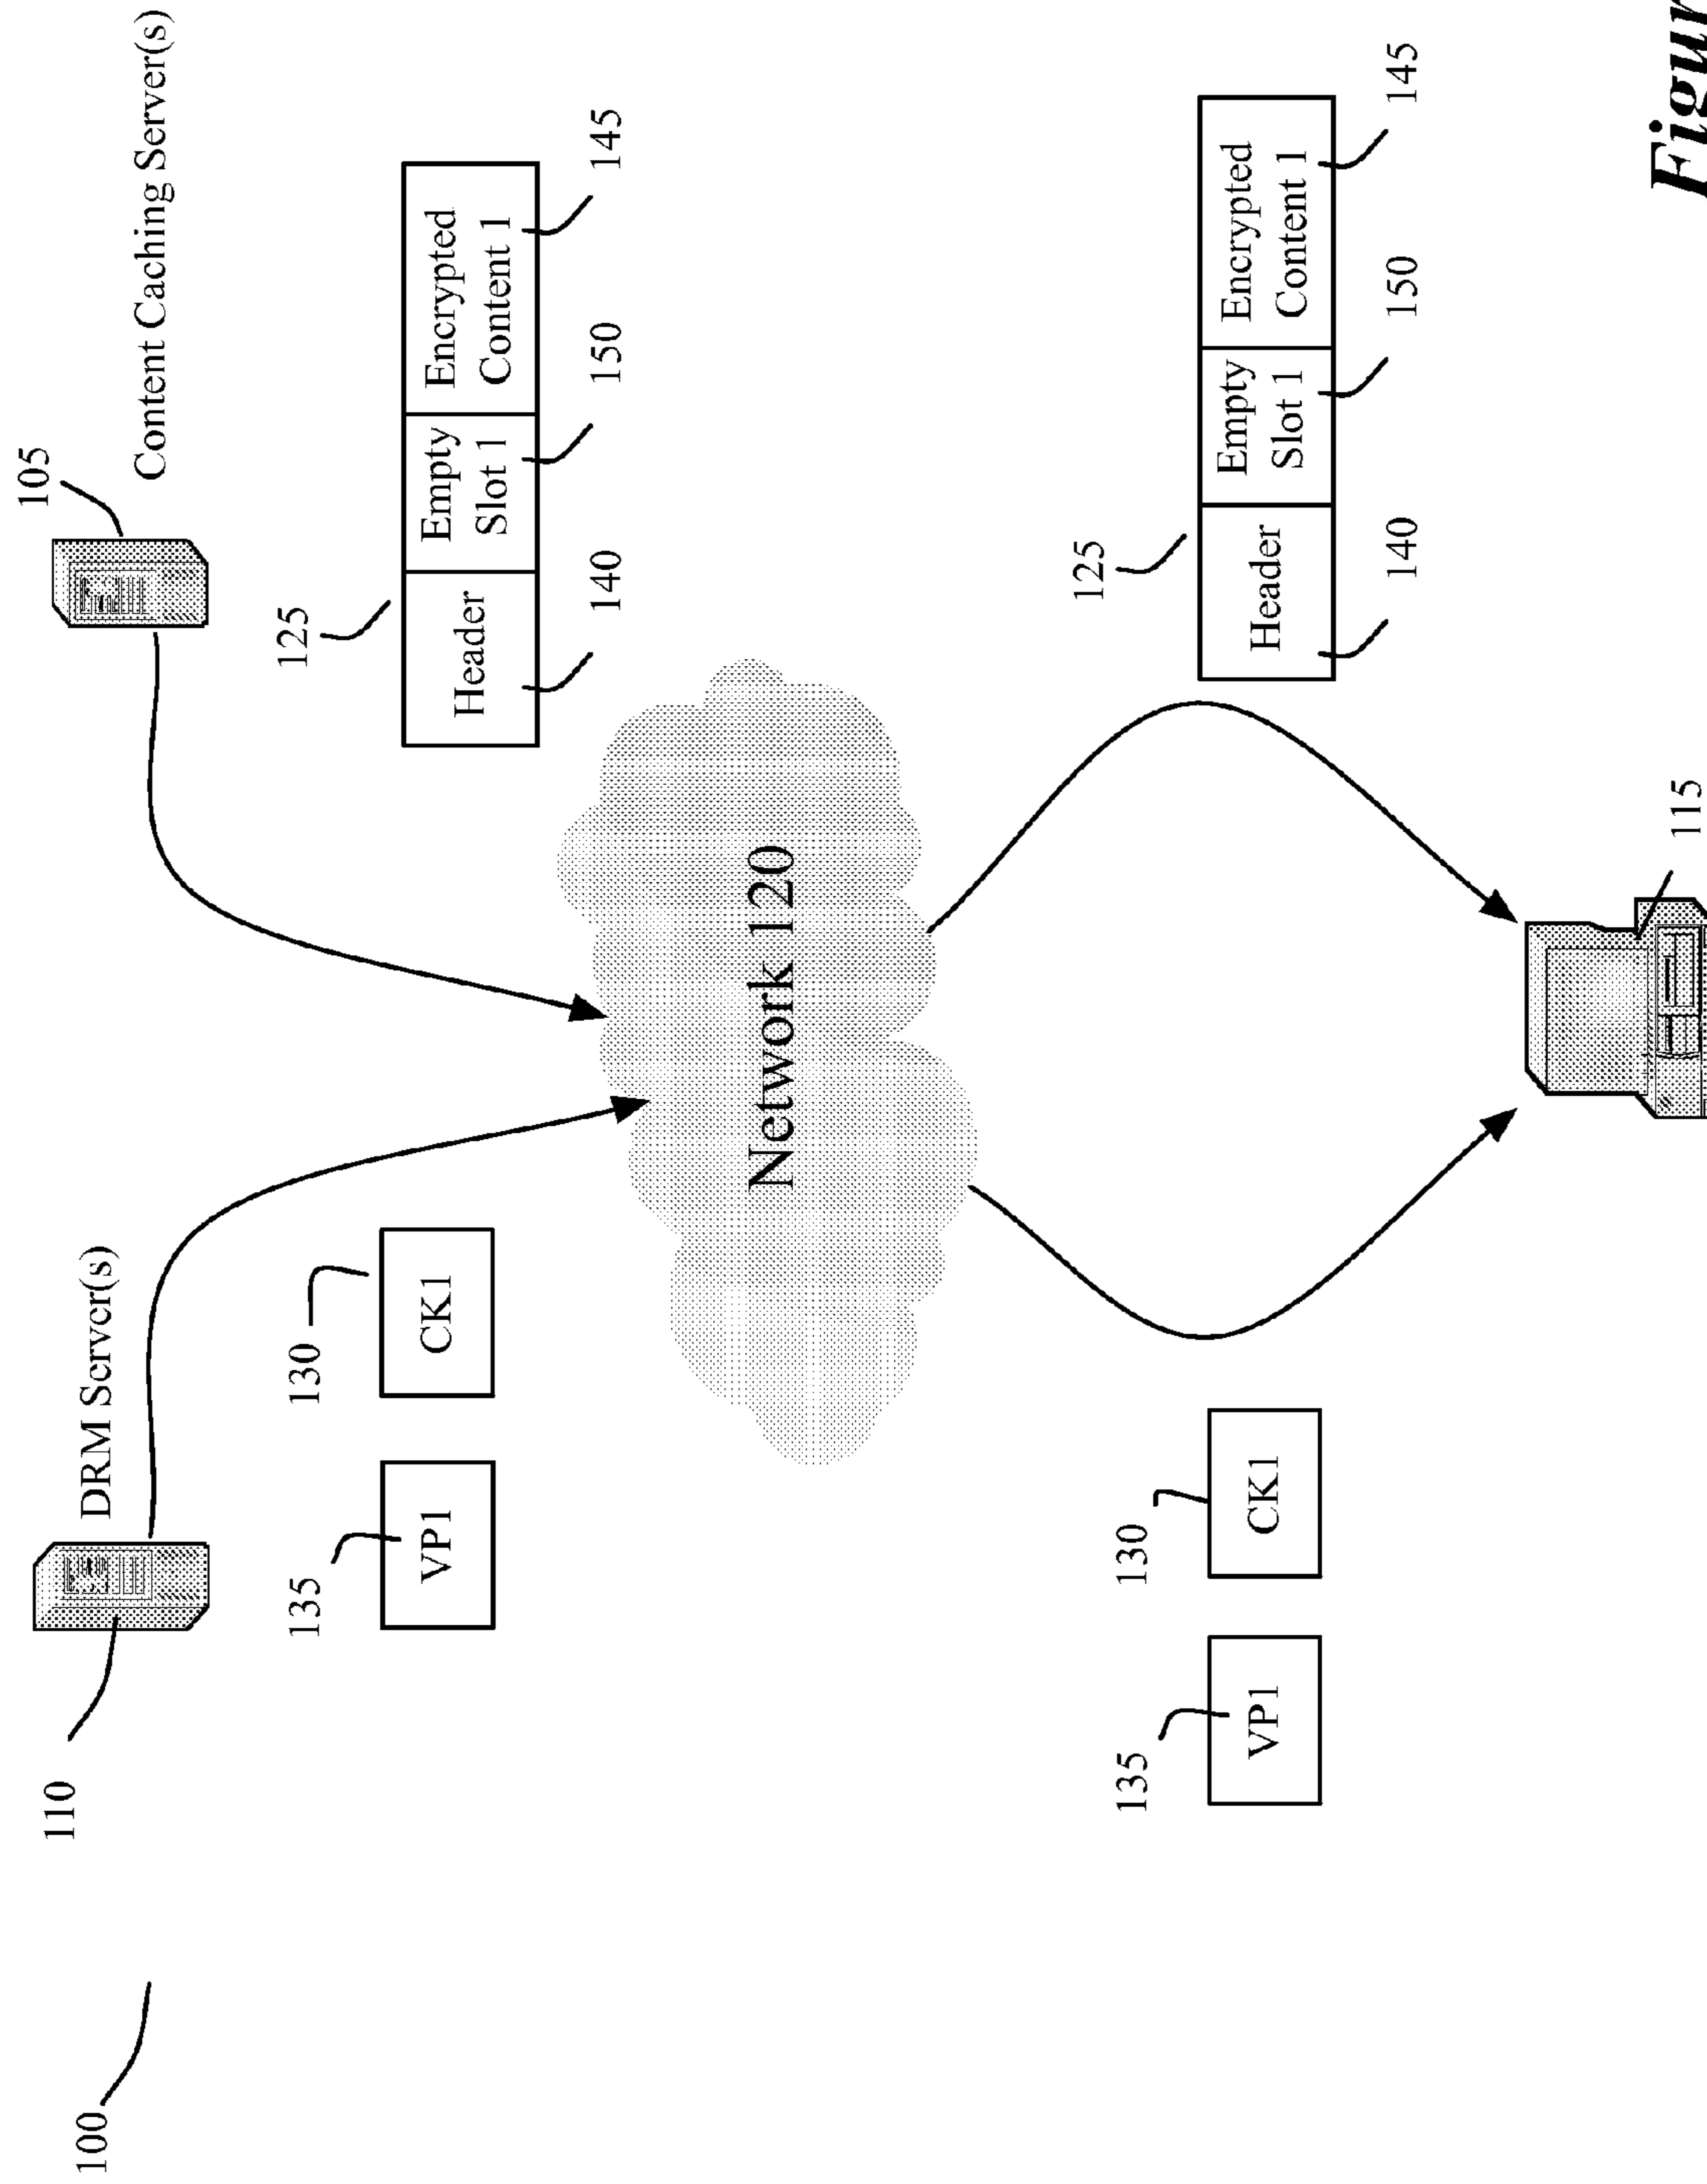 105
110
100
DRM Server(s)
Content Caching Server(s)
125
130
135
VP1
CK1
Header
Empty
Slot 1
Encrypted
Content 1
140
150
145
Network 120
125
130
135
VP1
CK1
Header
Empty
Slot 1
Encrypted
Content 1
140
150
145
115
Figur